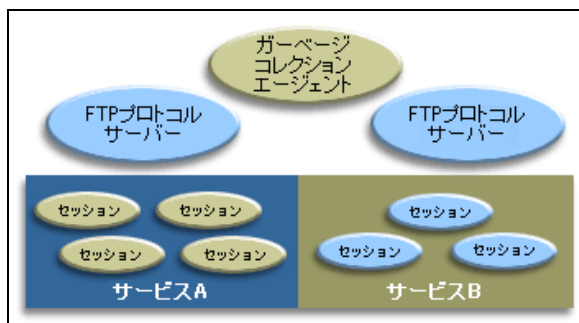 ガーベージ
コレクション
エージェント
FTPプロトコル
サーバー
FTPプロトコル
サーバー
セッション
セッション
セッション
セッション
サービスA
セッション
セッション
セッション
サービスB